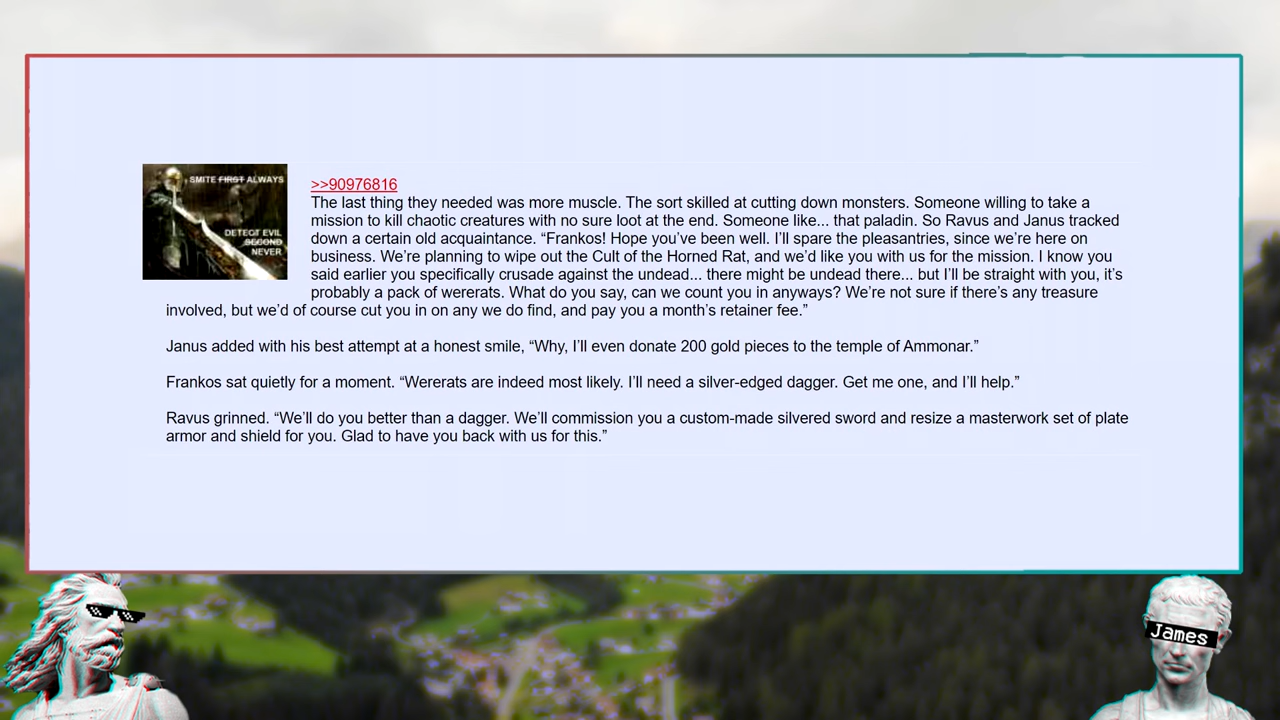 SMITE FIRST ALWAYS
DETECT EVIL
SECOND
NEVER
>>90976816
The last thing they needed was more muscle. The sort skilled at cutting down monsters. Someone willing to take a
mission to kill chaotic creatures with no sure loot at the end. Someone like... that paladin. So Ravus and Janus tracked
down a certain old acquaintance. “Frankos! Hope you’ve been well. I’ll spare the pleasantries, since we’re here on
business. We’re planning to wipe out the Cult of the Horned Rat, and we’d like you with us for the mission. I know you
said earlier you specifically crusade against the undead... there might be undead there... but I’ll be straight with you, it’s
probably a pack of wererats. What do you say, can we count you in anyways? We’re not sure if there’s any treasure
involved, but we’d of course cut you in on any we do find, and pay you a month’s retainer fee.”
Janus added with his best attempt at a honest smile, “Why, I’ll even donate 200 gold pieces to the temple of Ammonar.”
Frankos sat quietly for a moment. “Wererats are indeed most likely. I’ll need a silver-edged dagger. Get me one, and I’ll help.”
Ravus grinned. “We’ll do you better than a dagger. We’ll commission you a custom-made silvered sword and resize a masterwork set of plate
armor and shield for you. Glad to have you back with us for this.”
James